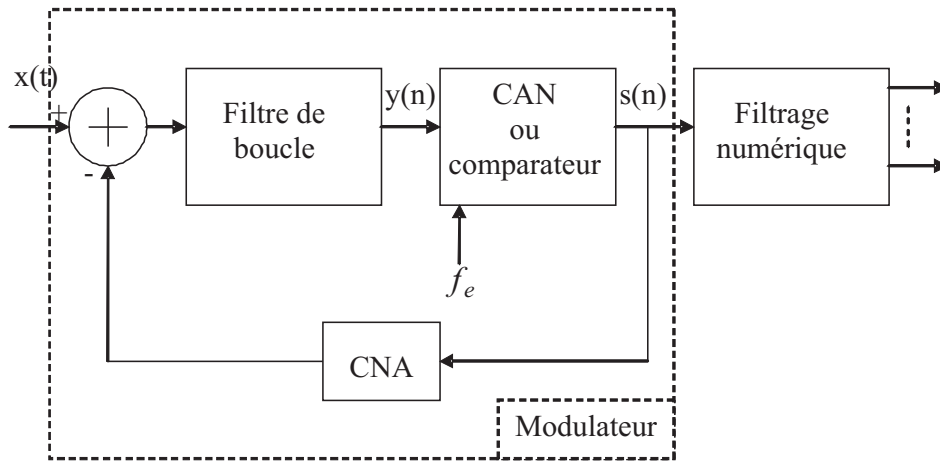 x(t)
+
-
Filtre de
boucle
y(n)
CAN
ou
comparateur
s(n)
Filtrage
numérique
f_e
CNA
Modulateur